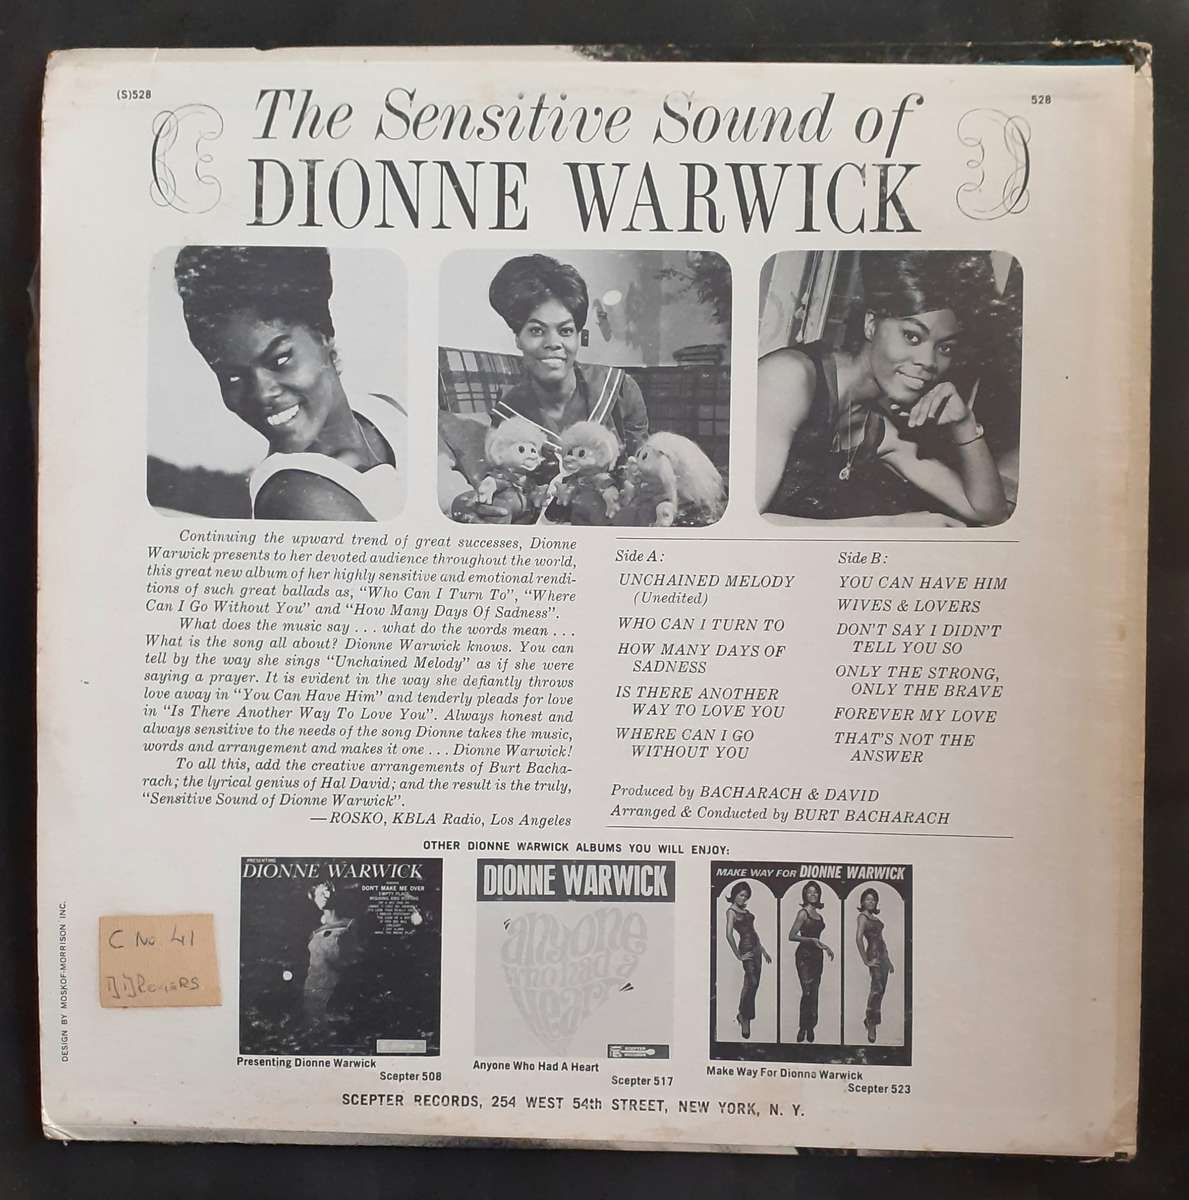 (S)528
528
The Sensitive Sound of
DIONNE WARWICK
Continuing the upward trend of great successes, Dionne
Warwick presents to her devoted audience throughout the world,
this great new album of her highly sensitive and emotional rendi-
tions of such great ballads as, "Who Can I Turn To", "Where
Can I Go Without You" and "How Many Days Of Sadness".
What does the music say . . . what do the words mean . . .
What is the song all about? Dionne Warwick knows. You can
tell by the way she sings "Unchained Melody" as if she were
saying a prayer. It is evident in the way she defiantly throws
love away in "You Can Have Him" and tenderly pleads for love
in "Is There Another Way To Love You". Always honest and
always sensitive to the needs of the song Dionne takes the music,
words and arrangement and makes it one . . . Dionne Warwick!
To all this, add the creative arrangements of Burt Bacha-
rach; the lyrical genius of Hal David; and the result is the truly,
"Sensitive Sound of Dionne Warwick".
—ROSKO, KBLA Radio, Los Angeles
Side A:
UNCHAINED MELODY
(Unedited)
WHO CAN I TURN TO
HOW MANY DAYS OF
SADNESS
IS THERE ANOTHER
WAY TO LOVE YOU
WHERE CAN I GO
WITHOUT YOU
Side B:
YOU CAN HAVE HIM
WIVES & LOVERS
DON'T SAY I DIDN'T
TELL YOU SO
ONLY THE STRONG,
ONLY THE BRAVE
FOREVER MY LOVE
THAT'S NOT THE
ANSWER
Produced by BACHARACH & DAVID
Arranged & Conducted by BURT BACHARACH
OTHER DIONNE WARWICK ALBUMS YOU WILL ENJOY:
PRESENTING
DIONNE WARWICK
DON'T MAKE ME OVER
Presenting Dionne Warwick
Scepter 508
DIONNE WARWICK
"anyone
who had a
heart"
SCEPTER
RECORDS
Anyone Who Had A Heart
Scepter 517
MAKE WAY FOR DIONNE WARWICK
Make Way For Dionne Warwick
Scepter 523
SCEPTER RECORDS, 254 WEST 54th STREET, NEW YORK, N. Y.
DESIGN BY MOSKOF-MORRISON INC.
C No 41